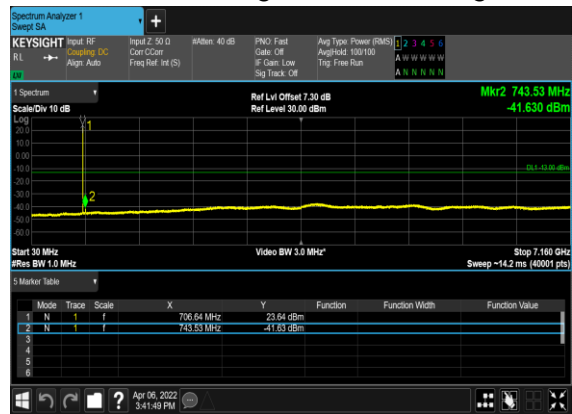 Spectrum Analyzer 1
Swept SA
+
KEYSIGHT Input: RF Input Z: 50 Ω #Atten: 40 dB PNO: Fast Avg Type: Power (RMS) 1 2 3 4 5 6
RL Coupling: DC Corr CCorr Gate: Off Avg|Hold: 100/100 A W W W W W
Align: Auto Freq Ref: Int (S) IF Gain: Low Trig: Free Run
LW Sig Track: Off A N N N N N
1 Spectrum Ref Lvl Offset 7.30 dB Mkr2 743.53 MHz
Scale/Div 10 dB Ref Level 30.00 dBm -41.630 dBm
Log
1
20.0
10.0
0.00
-10.0 DL1 -13.00 dBm
-20.0
-30.0
2
-40.0
-50.0
-60.0
Start 30 MHz Video BW 3.0 MHz* Stop 7.160 GHz
#Res BW 1.0 MHz Sweep ~14.2 ms (40001 pts)
5 Marker Table
Mode Trace Scale X Y Function Function Width Function Value
1 N 1 f 706.64 MHz 23.64 dBm
2 N 1 f 743.53 MHz -41.63 dBm
3
4
5
6
? Apr 06, 2022
3:41:49 PM